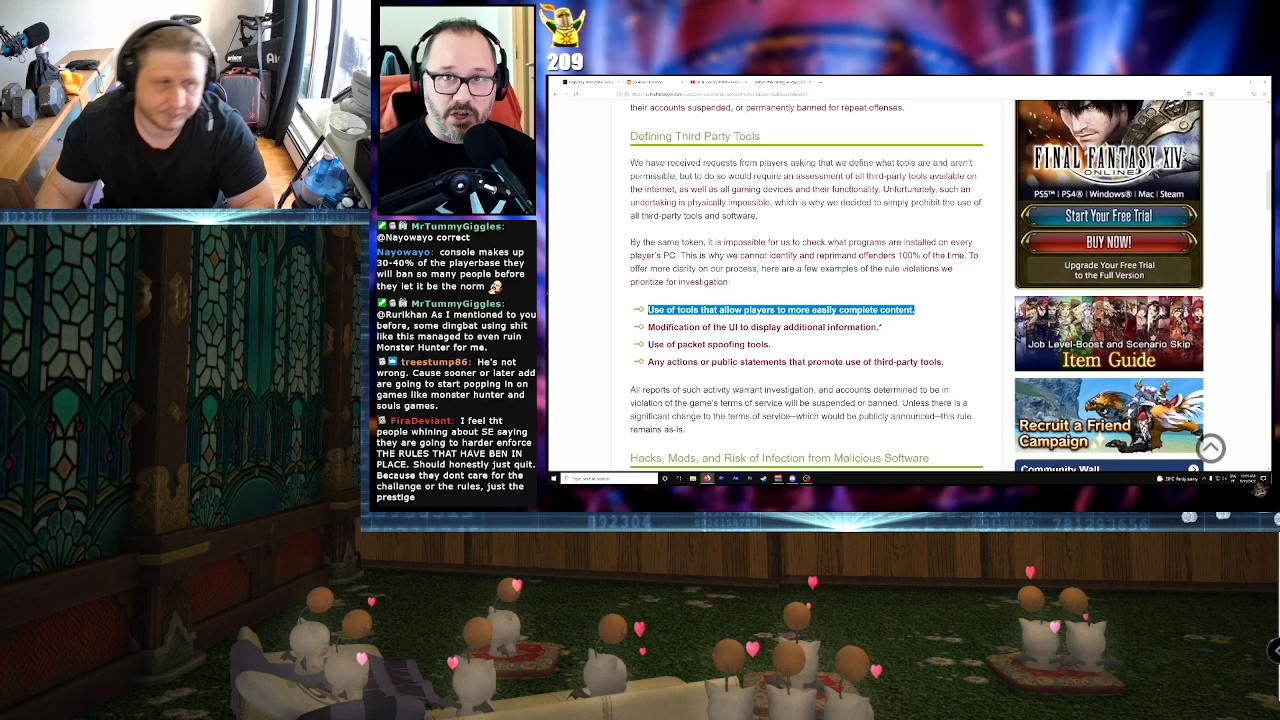 209
MrTummyGiggles:
@Nayowayo correct
Nayowayo: console makes up
30-40% of the playerbase they
will ban so many people before
they let it be the norm
MrTummyGiggles:
@Rurikhan As I mentioned to you
before, some dingbat using shit
like this managed to even ruin
Monster Hunter for me.
treestump86: He's not
wrong. Cause sooner or later add
are going to start popping in on
games like monster hunter and
souls games.
FiraDeviant: I feel tht
people whining about SE saying
they are going to harder enforce
THE RULES THAT HAVE BEN IN
PLACE. Should honestly just quit.
Because they dont care for the
challange or the rules, just the
prestige
their accounts suspended, or permanently banned for repeat offenses.
Defining Third Party Tools
We have received requests from players asking that we define what tools are and aren't
permissible, but to do so would require an assessment of all third-party tools available on
the internet, as well as all gaming devices and their functionality. Unfortunately, such an
undertaking is physically impossible, which is why we decided to simply prohibit the use of
all third-party tools and software.
By the same token, it is impossible for us to check what programs are installed on every
player's PC. This is why we cannot identify and reprimand offenders 100% of the time. To
offer more clarity on our process, here are a few examples of the rule violations we
prioritize for investigation:
Use of tools that allow players to more easily complete content.
Modification of the UI to display additional information.*
Use of packet spoofing tools.
Any actions or public statements that promote use of third-party tools.
All reports of such activity warrant investigation, and accounts determined to be in
violation of the game's terms of service will be suspended or banned. Unless there is a
significant change to the terms of service—which would be publicly announced—this rule
remains as-is.
Hacks, Mods, and Risk of Infection from Malicious Software
FINAL FANTASY XIV
ONLINE
PS5™ | PS4® | Windows® | Mac | Steam
Start Your Free Trial
BUY NOW!
Upgrade Your Free Trial
to the Full Version
Job Level-Boost and Scenario Skip
Item Guide
Recruit a Friend
Campaign
Community Wall
Type here to search
892304
781293656